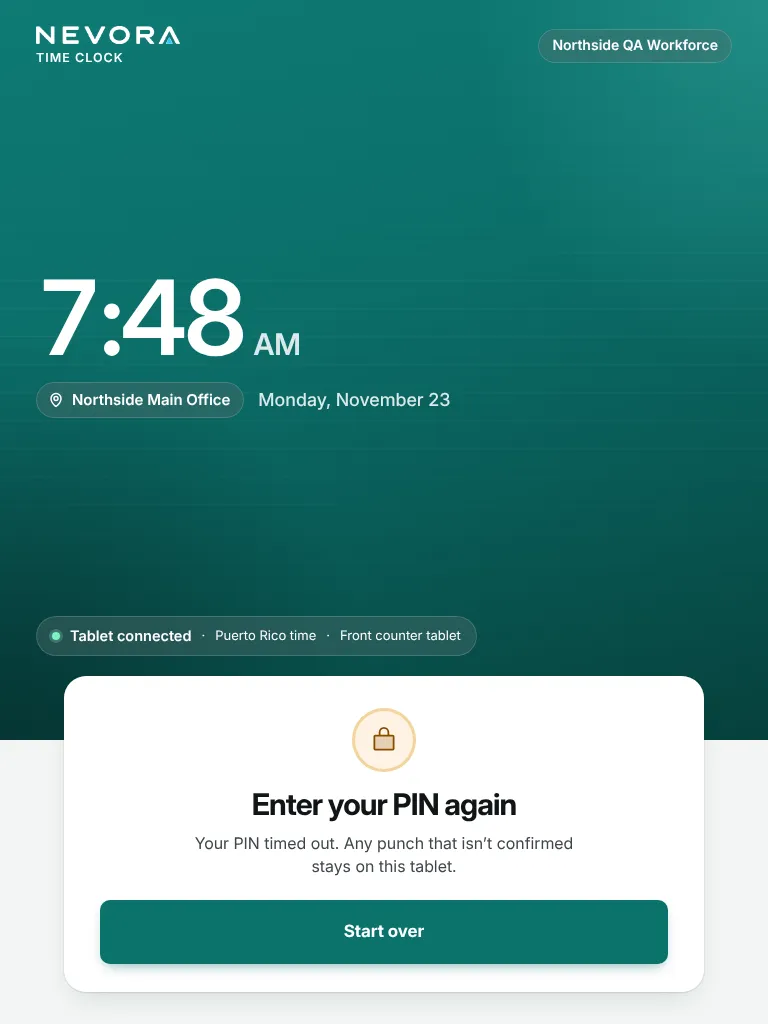 NEVORA
TIME CLOCK
Northside QA Workforce
7:48 AM
Northside Main Office
Monday, November 23
Tablet connected · Puerto Rico time · Front counter tablet
Enter your PIN again
Your PIN timed out. Any punch that isn’t confirmed
stays on this tablet.
Start over